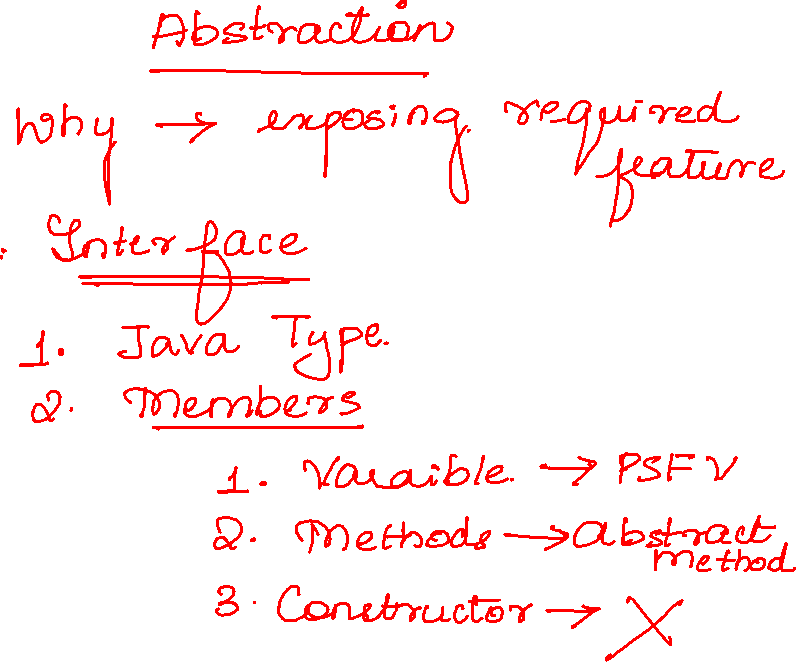 Abstraction
Why → exposing required
feature
Interface
1. Java Type.
2. Members
1. Varaible. → PSFV
2. Methods → abstract
method
3. Constructor → X